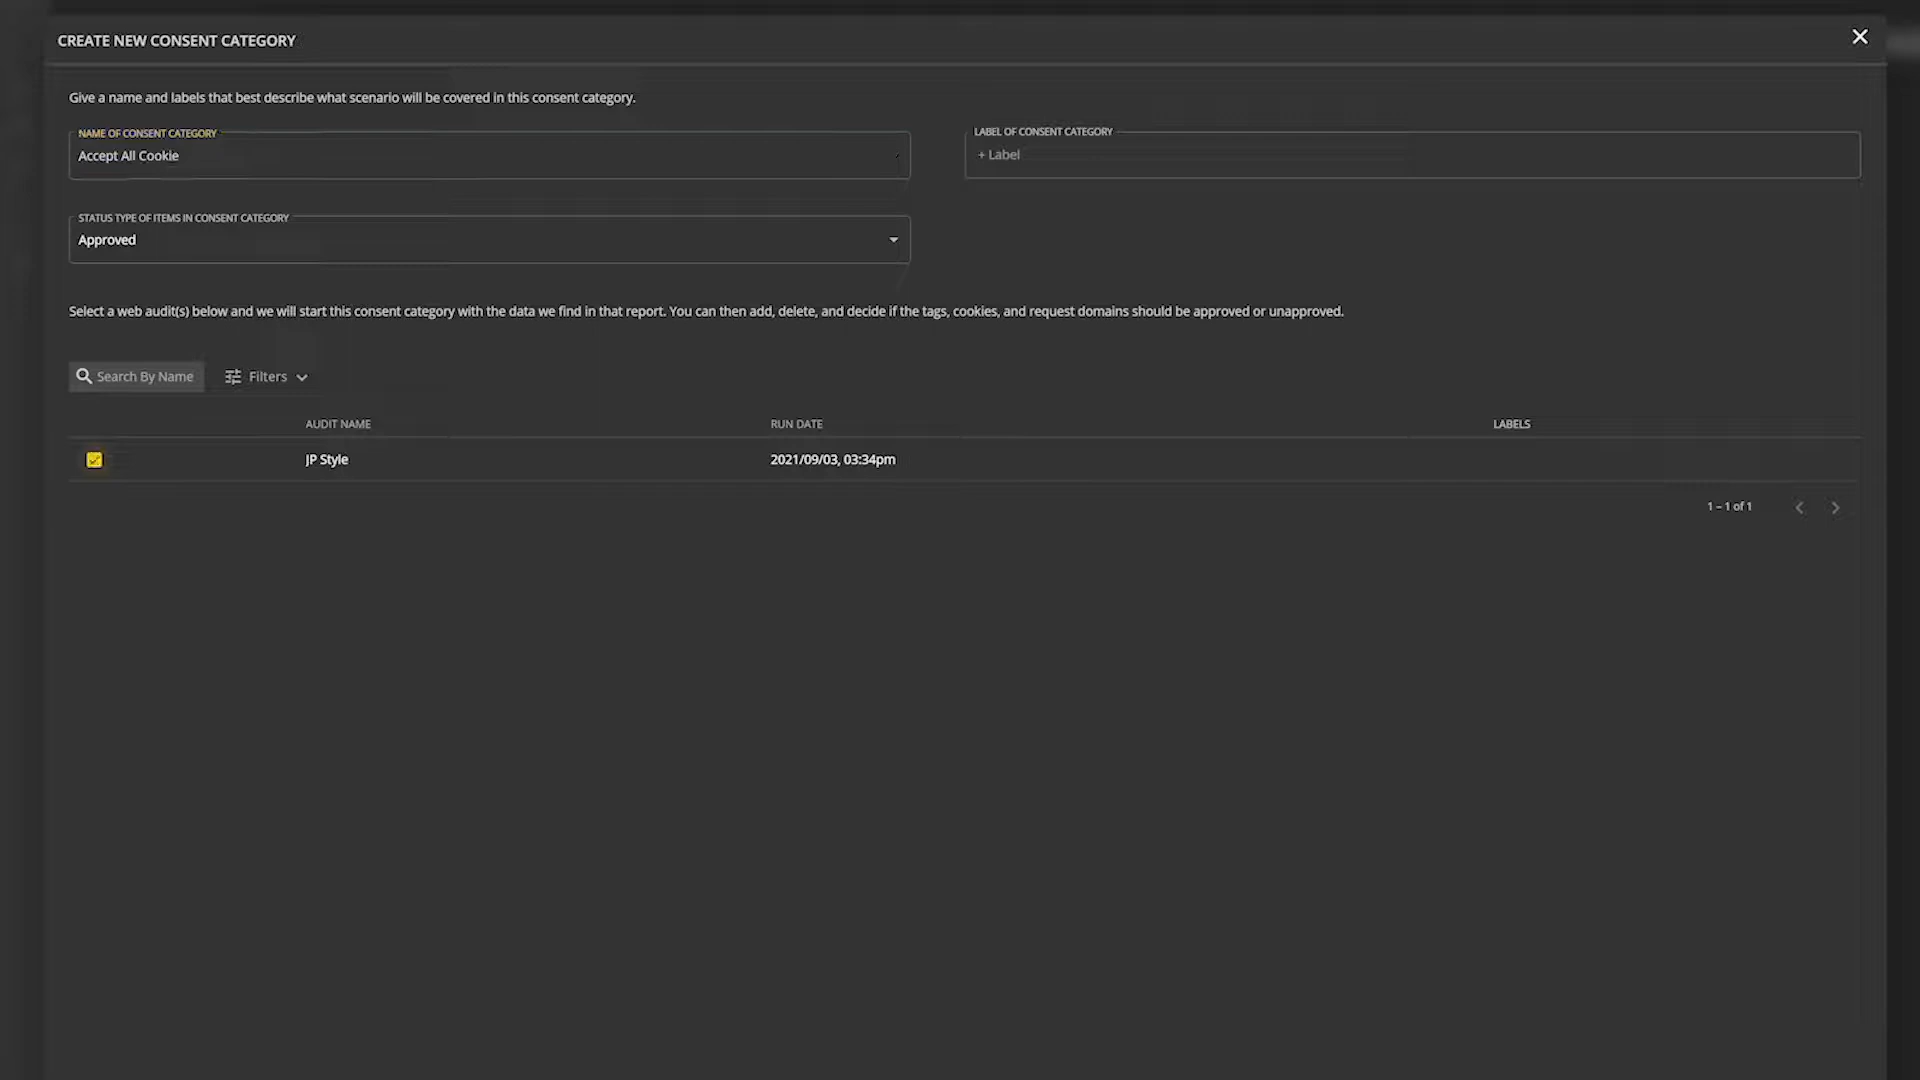 CREATE NEW CONSENT CATEGORY
Give a name and labels that best describe what scenario will be covered in this consent category.
NAME OF CONSENT CATEGORY
Accept All Cookie
LABEL OF CONSENT CATEGORY
+ Label
STATUS TYPE OF ITEMS IN CONSENT CATEGORY
Approved
Select a web audit(s) below and we will start this consent category with the data we find in that report. You can then add, delete, and decide if the tags, cookies, and request domains should be approved or unapproved.
Search By Name Filters
AUDIT NAME RUN DATE LABELS
JP Style 2021/09/03, 03:34pm
1 – 1 of 1